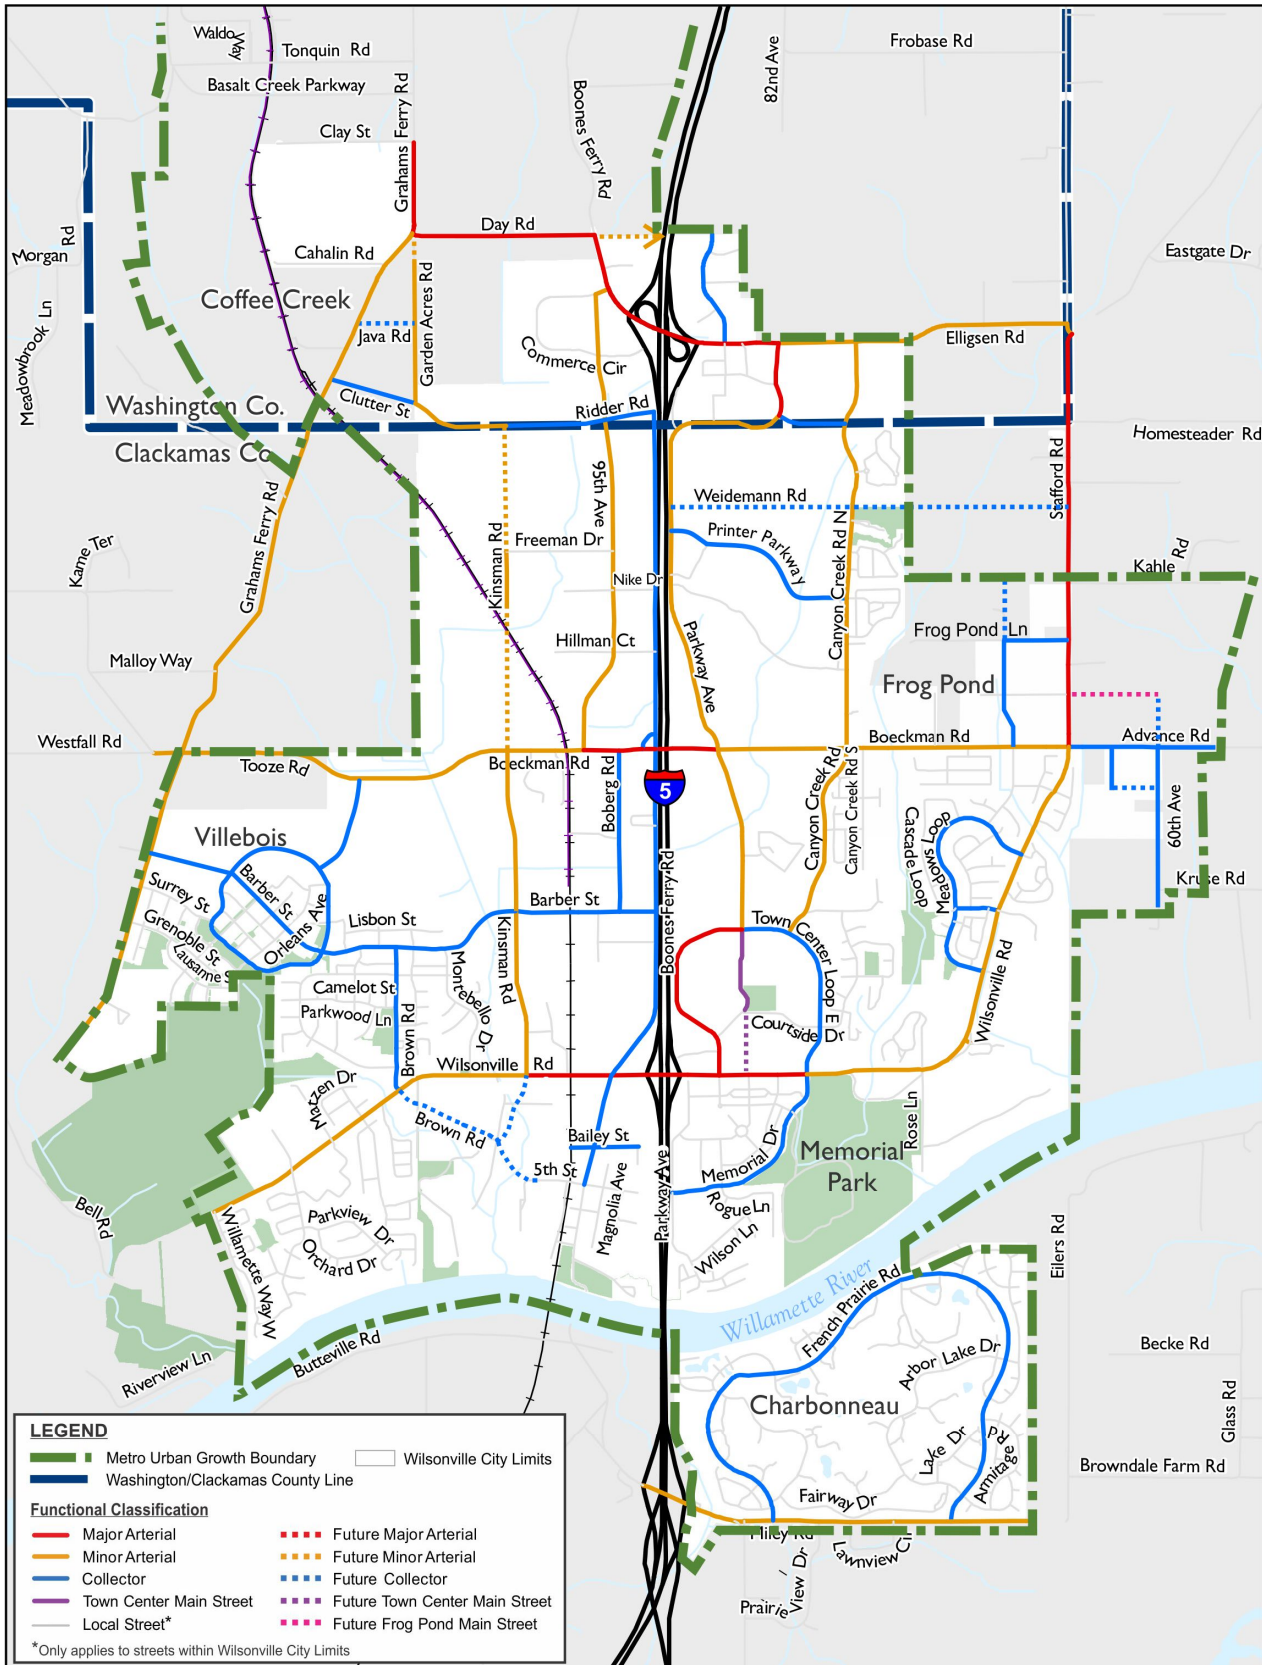 Waldo Way
Tonquin Rd
Basalt Creek Parkway
Clay St
Grahams Ferry Rd
Boones Ferry Rd
82nd Ave
Frobase Rd
Morgan Rd
Day Rd
Cahalin Rd
Eastgate Dr
Coffee Creek
Garden Acres Rd
Meadowbrook Ln
Java Rd
Elligsen Rd
Commerce Cir
Clutter St
Ridder Rd
Washington Co.
Clackamas Co
Homesteader Rd
Stafford Rd
95th Ave
Weidemann Rd
Grahams Ferry Rd
Kinsman Rd
Freeman Dr
Printer Parkway
Canyon Creek Rd N
Kame Ter
Nike Dr
Kahle Rd
Frog Pond Ln
Hillman Ct
Parkway Ave
Malloy Way
Frog Pond
Westfall Rd
Boeckman Rd
Advance Rd
Tooze Rd
Boeckman Rd
Boberg Rd
5
Canyon Creek Rd
Canyon Creek Rd S
60th Ave
Villebois
Cascade Loop
Meadows Loop
Boones Ferry Rd
Kruse Rd
Surrey St
Barber St
Orleans Ave
Barber St
Lisbon St
Grenoble St
Lausanne S
Town Center Loop E
Kinsman Rd
Wilsonville Rd
Camelot St
Montebello Dr
Parkwood Ln
Brown Rd
Courtside Dr
Wilsonville Rd
Matzen Dr
Brown Rd
Bailey St
Rose Ln
Memorial Dr
Memorial
Park
5th St
Magnolia Ave
Parkway Ave
Rogue Ln
Bell Rd
Parkview Dr
Willamette Way W
Orchard Dr
Wilson Ln
Eilers Rd
Willamette River
French Prairie Rd
Riverview Ln
Butteville Rd
Becke Rd
Arbor Lake Dr
Charbonneau
Glass Rd
Lake Dr
Armitage Rd
Browndale Farm Rd
Fairway Dr
Miley Rd
Lawnview Cir
Prairie View Dr
LEGEND
Metro Urban Growth Boundary
Wilsonville City Limits
Washington/Clackamas County Line
Functional Classification
Major Arterial
Future Major Arterial
Minor Arterial
Future Minor Arterial
Collector
Future Collector
Town Center Main Street
Future Town Center Main Street
Local Street*
Future Frog Pond Main Street
*Only applies to streets within Wilsonville City Limits